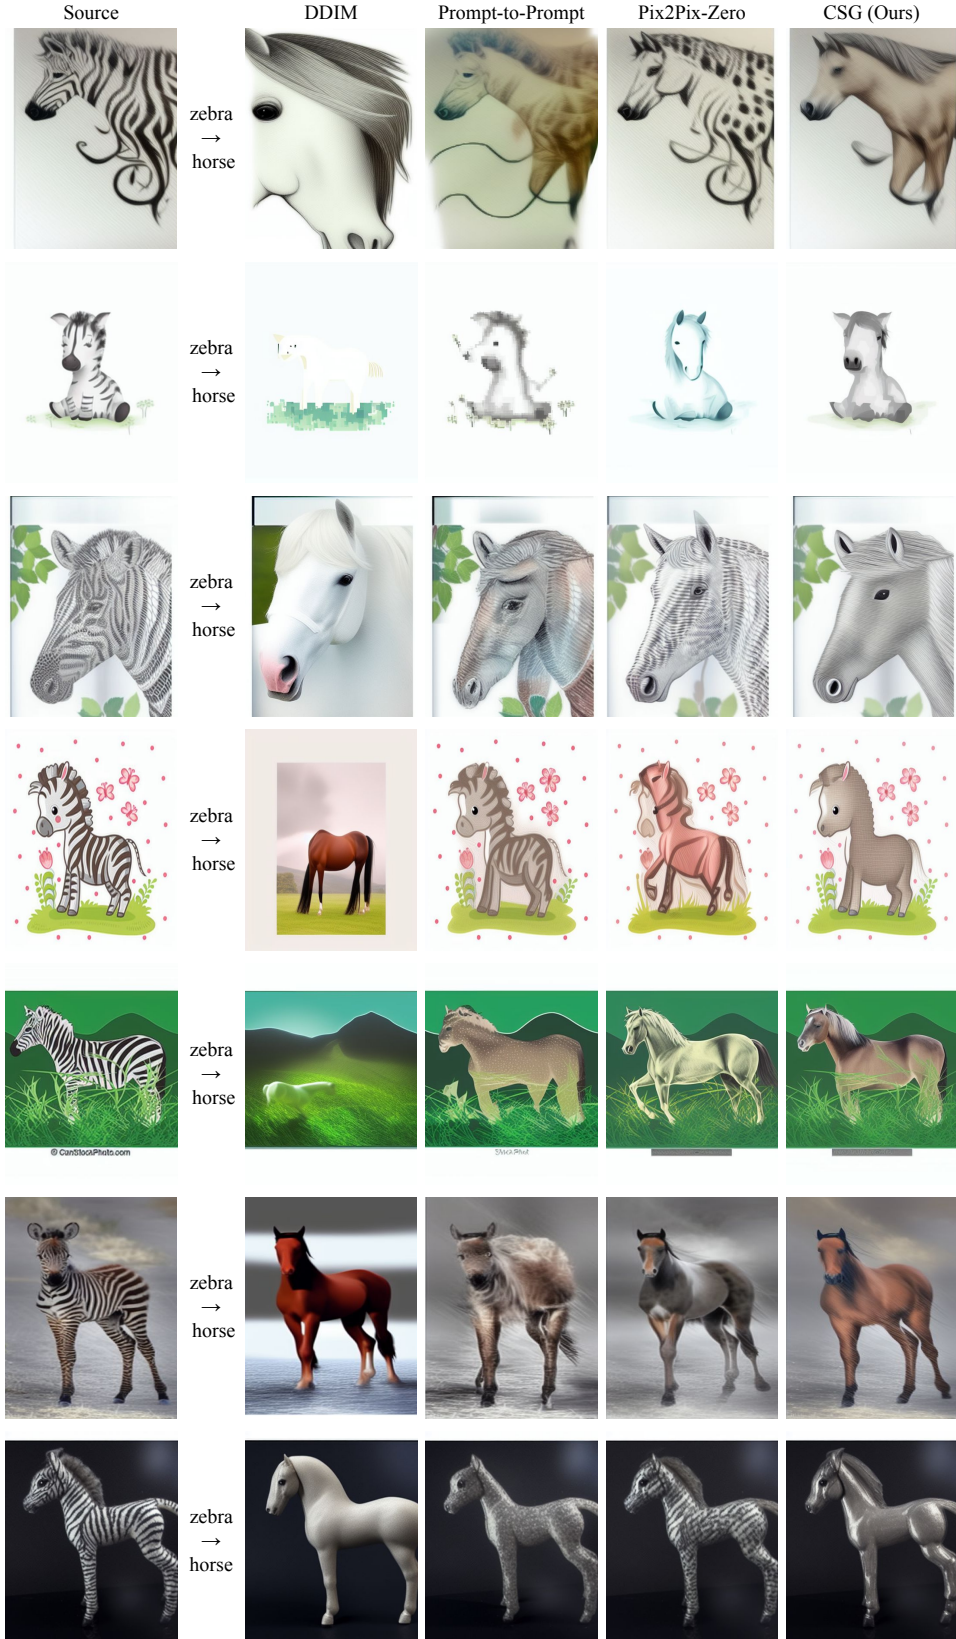 Source DDIM Prompt-to-Prompt Pix2Pix-Zero CSG (Ours)
zebra
→
horse
zebra
→
horse
zebra
→
horse
zebra
→
horse
zebra
→
horse
© CanStockPhoto.com
zebra
→
horse
zebra
→
horse